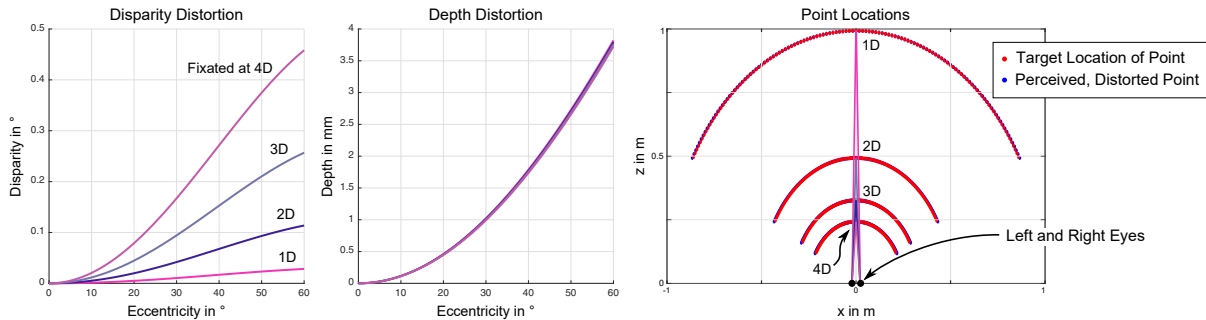 Disparity Distortion
0.5
0.4
0.3
0.2
0.1
0
Disparity in °
Fixated at 4D
3D
2D
1D
0 10 20 30 40 50 60
Eccentricity in °
Depth Distortion
4
3.5
3
2.5
2
1.5
1
0.5
0
Depth in mm
0 10 20 30 40 50 60
Eccentricity in °
Point Locations
1
0.5
z in m
1D
2D
3D
4D
-1 0 1
x in m
Target Location of Point
Perceived, Distorted Point
Left and Right Eyes